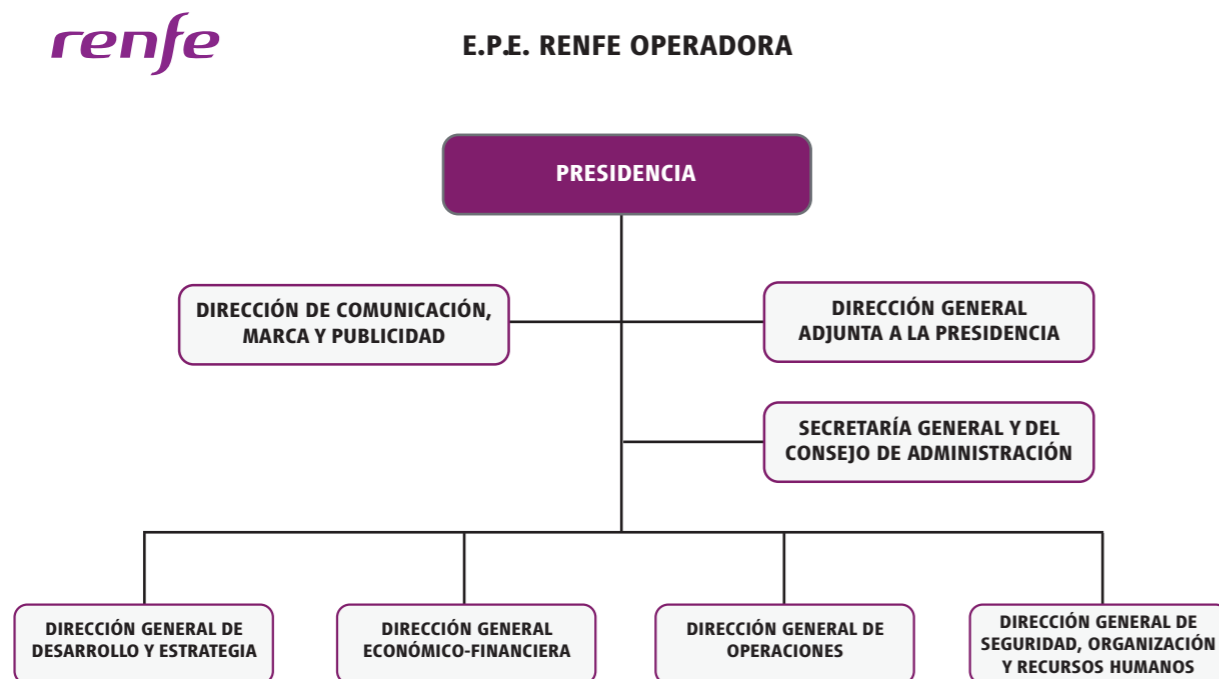 renfe
E.P.E. RENFE OPERADORA
PRESIDENCIA
DIRECCIÓN DE COMUNICACIÓN,
MARCA Y PUBLICIDAD
DIRECCIÓN GENERAL
ADJUNTA A LA PRESIDENCIA
SECRETARÍA GENERAL Y DEL
CONSEJO DE ADMINISTRACIÓN
DIRECCIÓN GENERAL DE
DESARROLLO Y ESTRATEGIA
DIRECCIÓN GENERAL
ECONÓMICO-FINANCIERA
DIRECCIÓN GENERAL DE
OPERACIONES
DIRECCIÓN GENERAL DE
SEGURIDAD, ORGANIZACIÓN
Y RECURSOS HUMANOS